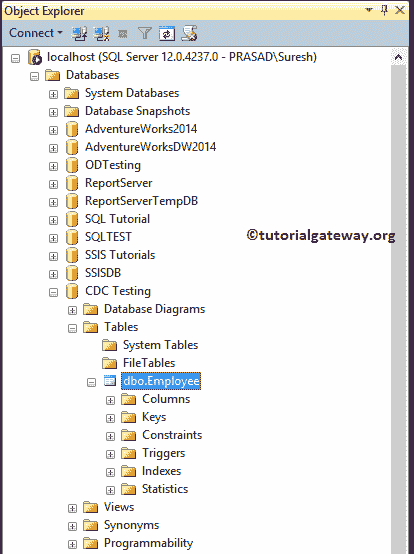 Object Explorer
Connect
localhost (SQL Server 12.0.4237.0 - PRASAD\Suresh)
Databases
System Databases
Database Snapshots
AdventureWorks2014
AdventureWorksDW2014
ODTesting
ReportServer
ReportServerTempDB
SQL Tutorial
SQLTEST
©tutorialgateway.org
SSIS Tutorials
SSISDB
CDC Testing
Database Diagrams
Tables
System Tables
FileTables
dbo.Employee
Columns
Keys
Constraints
Triggers
Indexes
Statistics
Views
Synonyms
Programmability